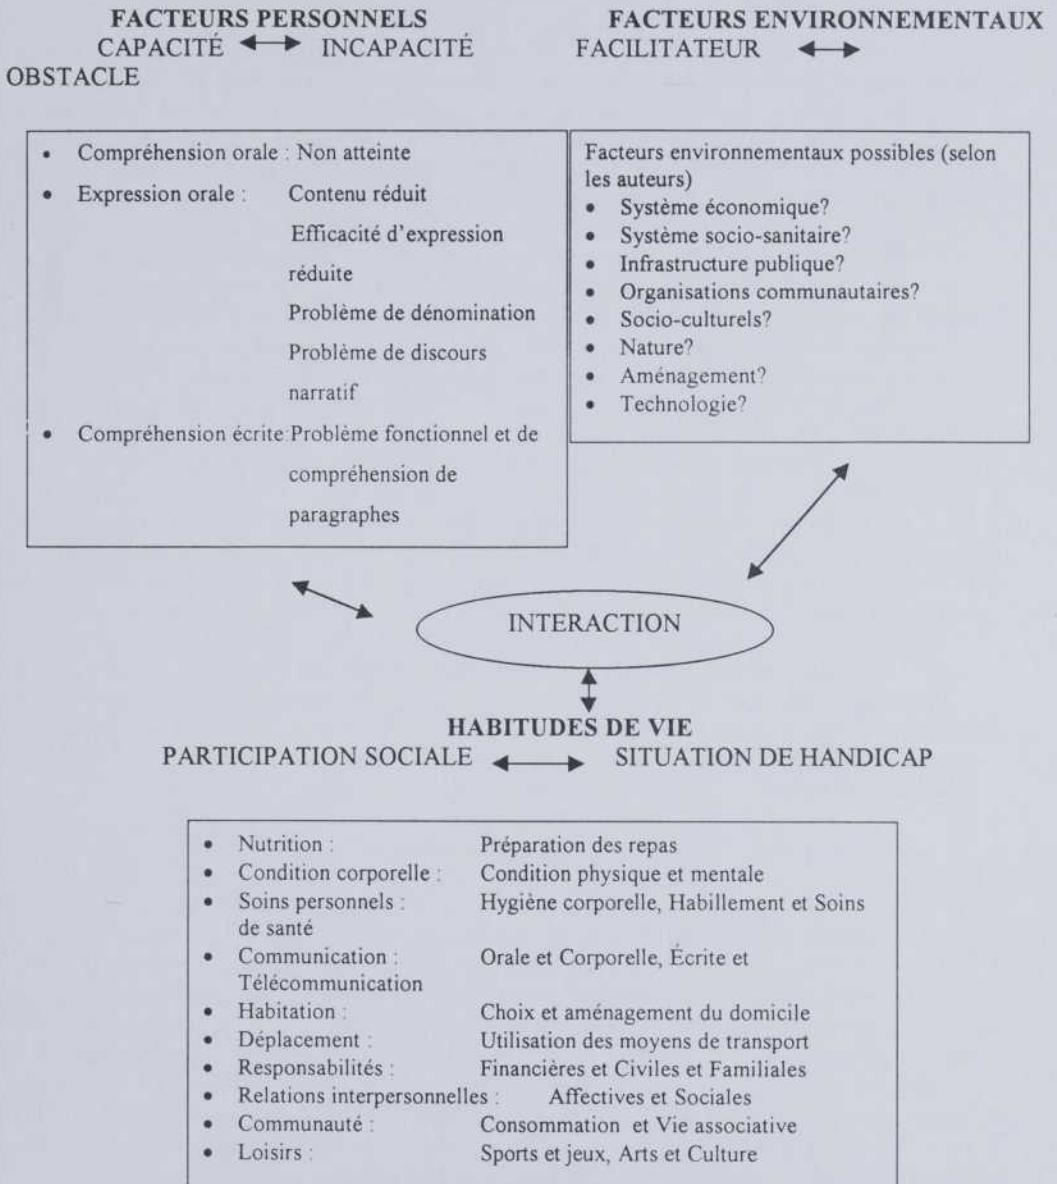 FACTEURS PERSONNELS
CAPACITÉ INCAPACITÉ
FACTEURS ENVIRONNEMENTAUX
FACILITATEUR
OBSTACLE
• Compréhension orale : Non atteinte
• Expression orale : Contenu réduit
Efficacité d'expression
réduite
Problème de dénomination
Problème de discours
narratif
• Compréhension écrite:Problème fonctionnel et de
compréhension de
paragraphes
Facteurs environnementaux possibles (selon
les auteurs)
• Système économique?
• Système socio-sanitaire?
• Infrastructure publique?
• Organisations communautaires?
• Socio-culturels?
• Nature?
• Aménagement?
• Technologie?
INTERACTION
HABITUDES DE VIE
PARTICIPATION SOCIALE SITUATION DE HANDICAP
• Nutrition : Préparation des repas
• Condition corporelle : Condition physique et mentale
• Soins personnels : Hygiène corporelle, Habillement et Soins
de santé
• Communication : Orale et Corporelle, Écrite et
Télécommunication
• Habitation : Choix et aménagement du domicile
• Déplacement : Utilisation des moyens de transport
• Responsabilités : Financières et Civiles et Familiales
• Relations interpersonnelles : Affectives et Sociales
• Communauté : Consommation et Vie associative
• Loisirs : Sports et jeux, Arts et Culture